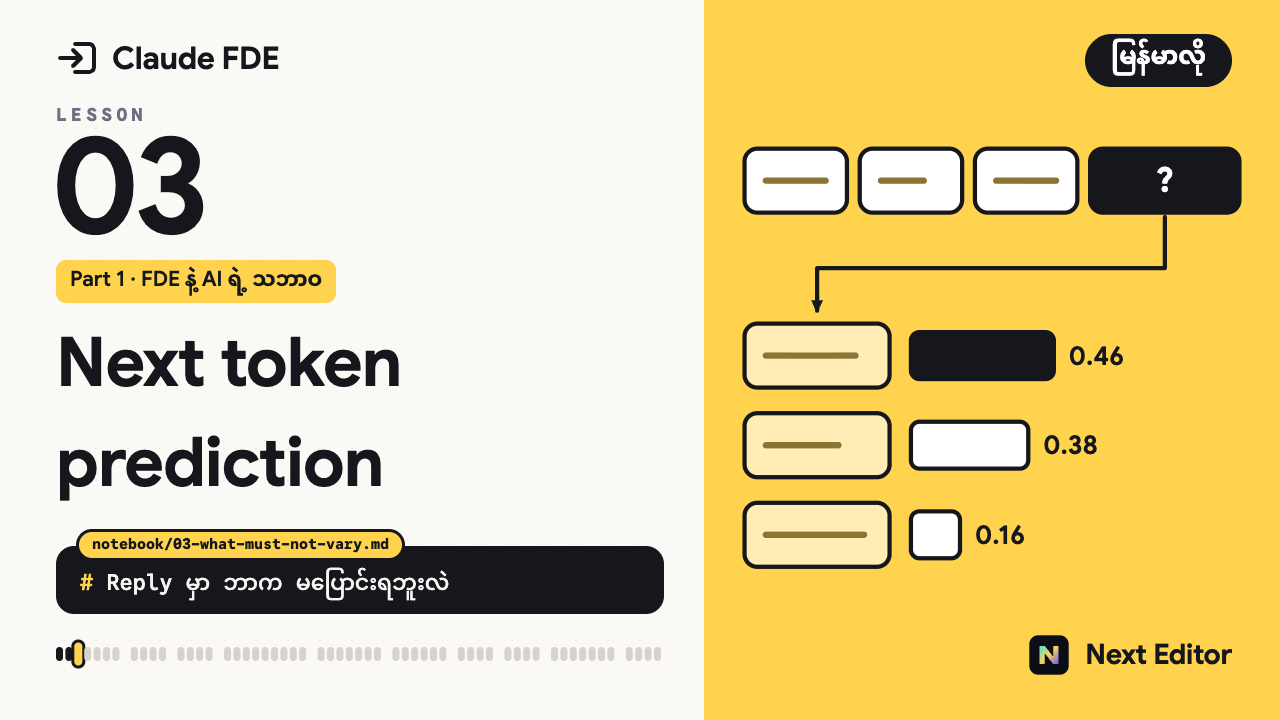 Claude FDE
LESSON
03
Part 1 · FDE နဲ့ AI ရဲ့ သဘာဝ
Next token
prediction
notebook/03-what-must-not-vary.md
# Reply မှာ ဘာက မပြောင်းရဘူးလဲ
မြန်မာလို
?
0.46
0.38
0.16
N Next Editor